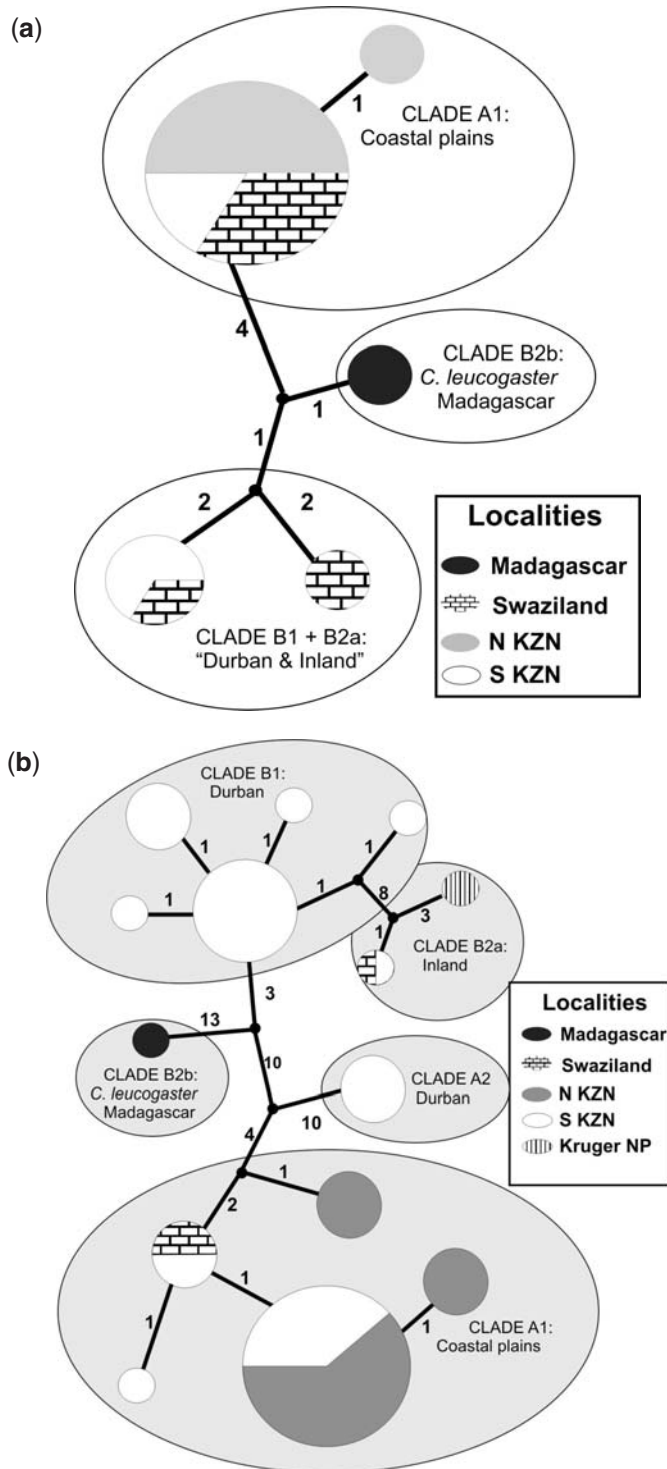 (a)
1
CLADE A1:
Coastal plains
4
CLADE B2b:
C. leucogaster
Madagascar
1
1
2
2
CLADE B1 + B2a:
“Durban & Inland”
Localities
Madagascar
Swaziland
N KZN
S KZN
(b)
CLADE B1:
Durban
1
1
1
1
1
8
3
1
CLADE B2a:
Inland
3
13
CLADE B2b:
C. leucogaster
Madagascar
10
CLADE A2
Durban
10
4
1
2
1
1
1
CLADE A1:
Coastal plains
Localities
Madagascar
Swaziland
N KZN
S KZN
Kruger NP